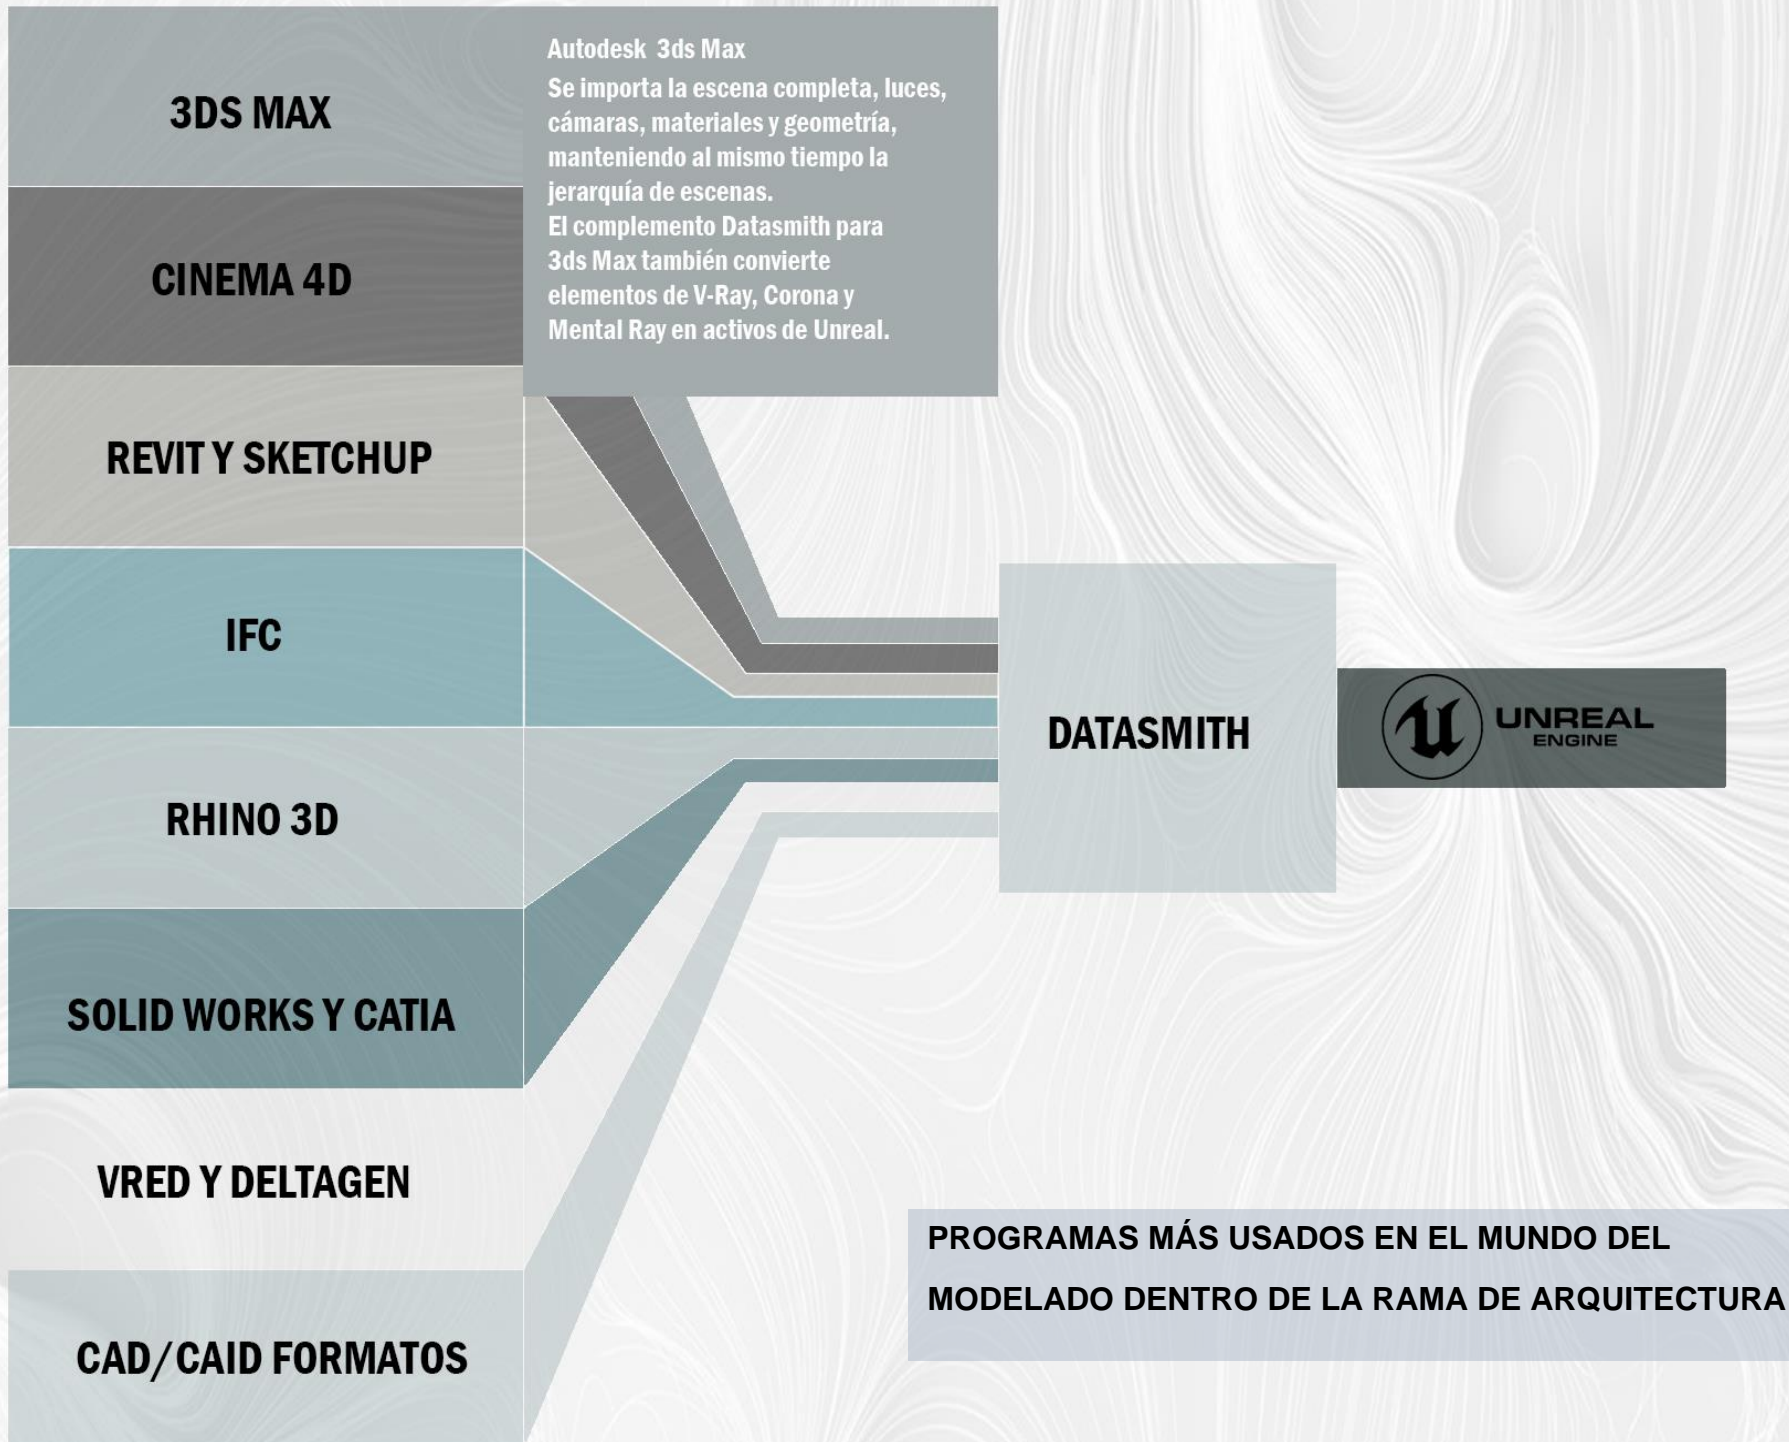 3DS MAX
Autodesk 3ds Max
Se importa la escena completa, luces,
cámaras, materiales y geometría,
manteniendo al mismo tiempo la
jerarquía de escenas.
El complemento Datasmith para
3ds Max también convierte
elementos de V-Ray, Corona y
Mental Ray en activos de Unreal.
CINEMA 4D
REVIT Y SKETCHUP
IFC
RHINO 3D
SOLID WORKS Y CATIA
VRED Y DELTAGEN
CAD/CAID FORMATOS
DATASMITH
UNREAL
ENGINE
PROGRAMAS MÁS USADOS EN EL MUNDO DEL
MODELADO DENTRO DE LA RAMA DE ARQUITECTURA